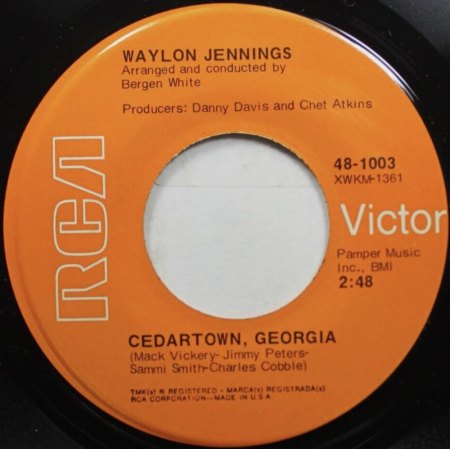 WAYLON JENNINGS
Arranged and conducted by
Bergen White
Producers: Danny Davis and Chet Atkins
RCA
48-1003
XWKM-1361
Victor
Pamper Music
Inc., BMI
2:48
CEDARTOWN, GEORGIA
(Mack Vickery-Jimmy Peters-
Sammi Smith-Charles Cobble)
TMK(s) ® REGISTERED • MARCA(s) REGISTRADA(s)
RCA CORPORATION—MADE IN U.S.A.